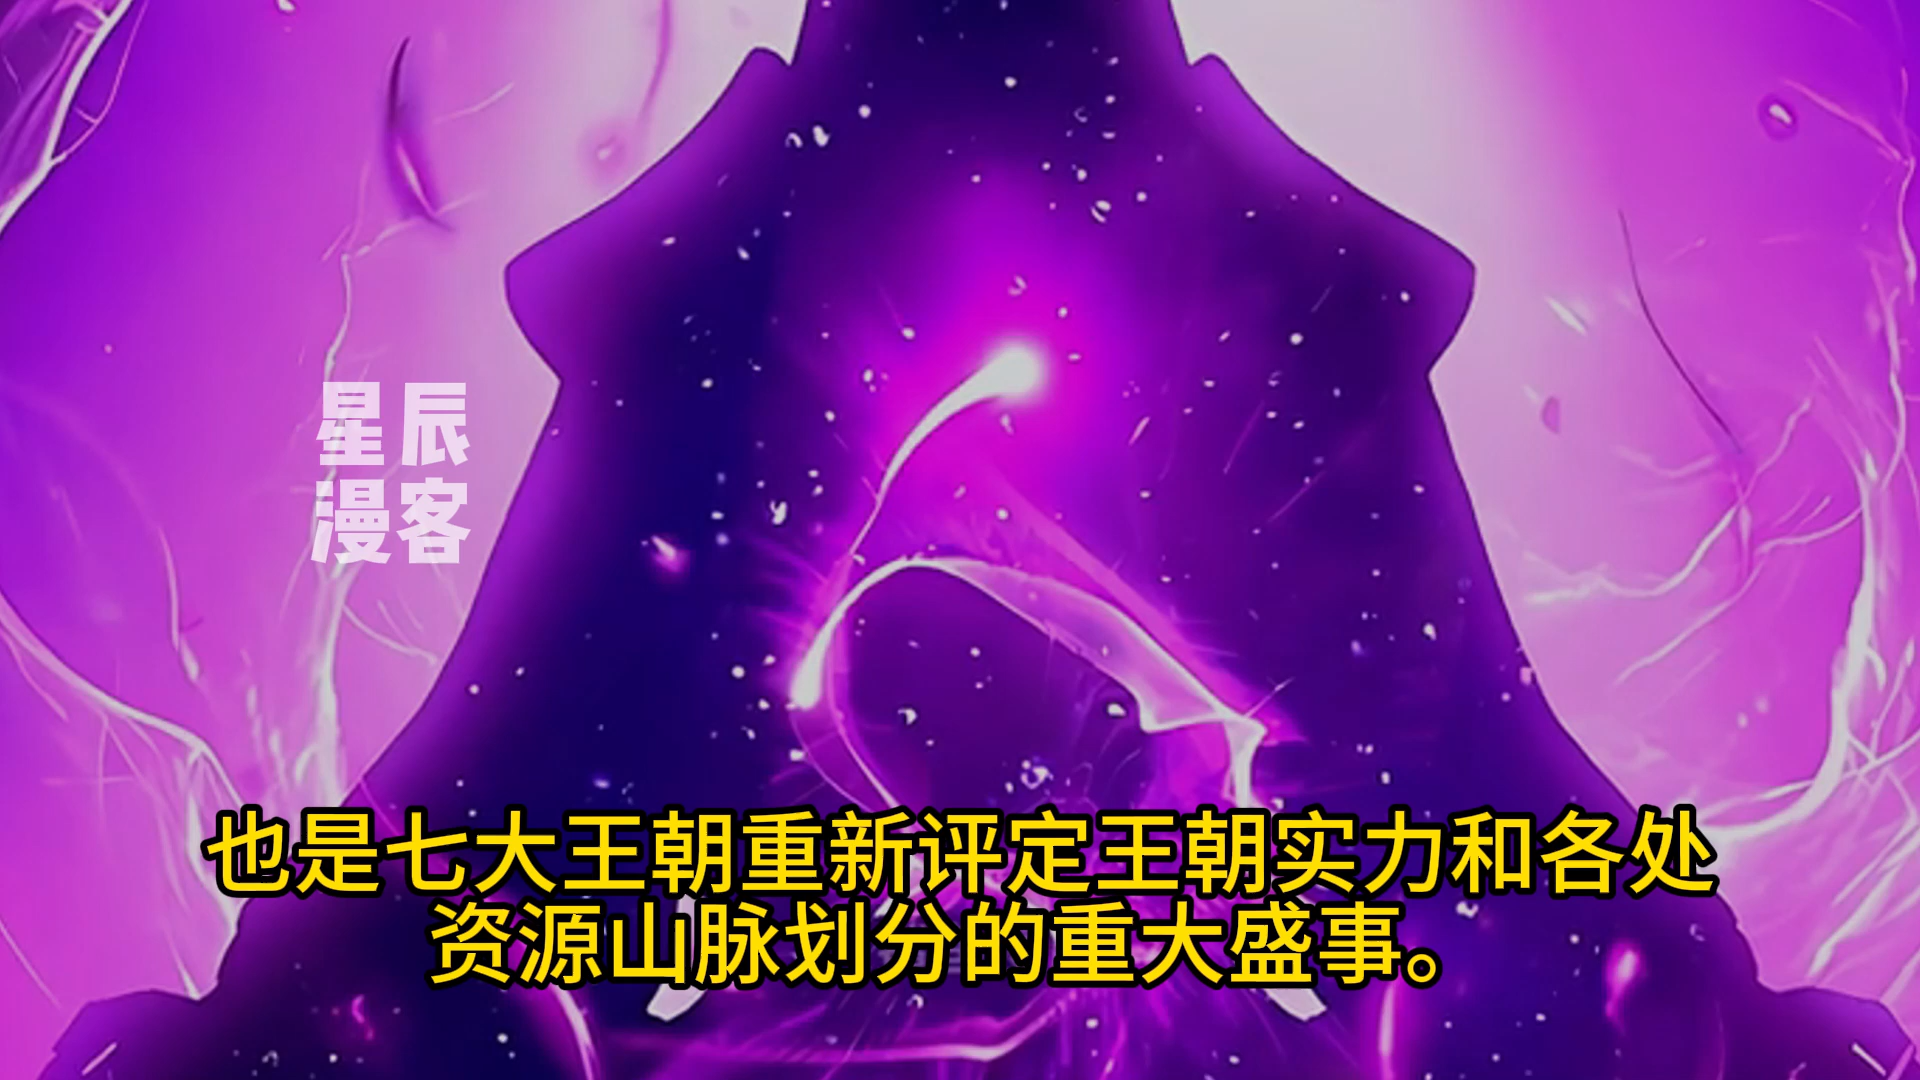 星辰
漫客
也是七大王朝重新评定王朝实力和各处
资源山脉划分的重大盛事。